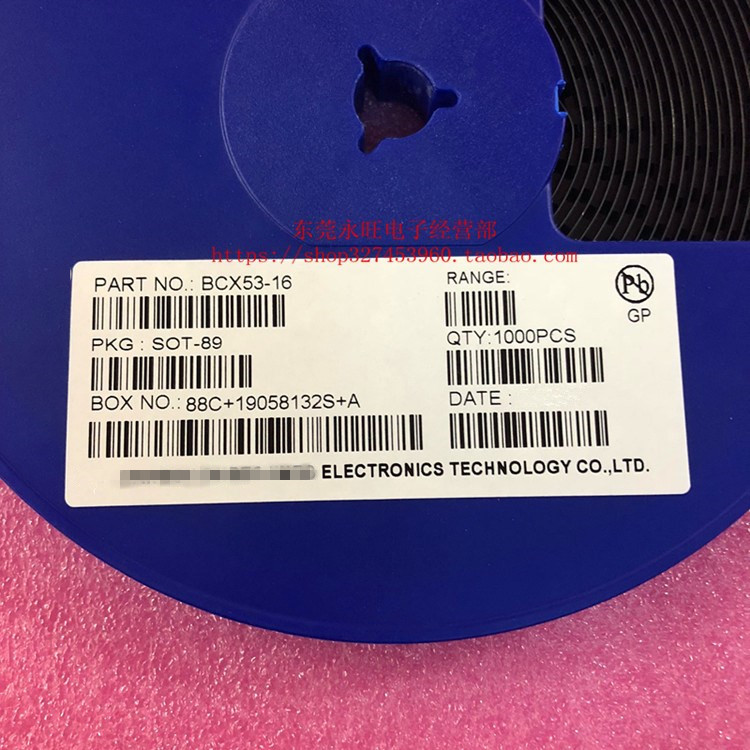 东莞永旺电子经营部
https://shop327453960.taobao.com
PART NO.: BCX53-16
RANGE:
Pb
GP
PKG : SOT-89
QTY:1000PCS
BOX NO.: 88C+19058132S+A
DATE :
ELECTRONICS TECHNOLOGY CO.,LTD.